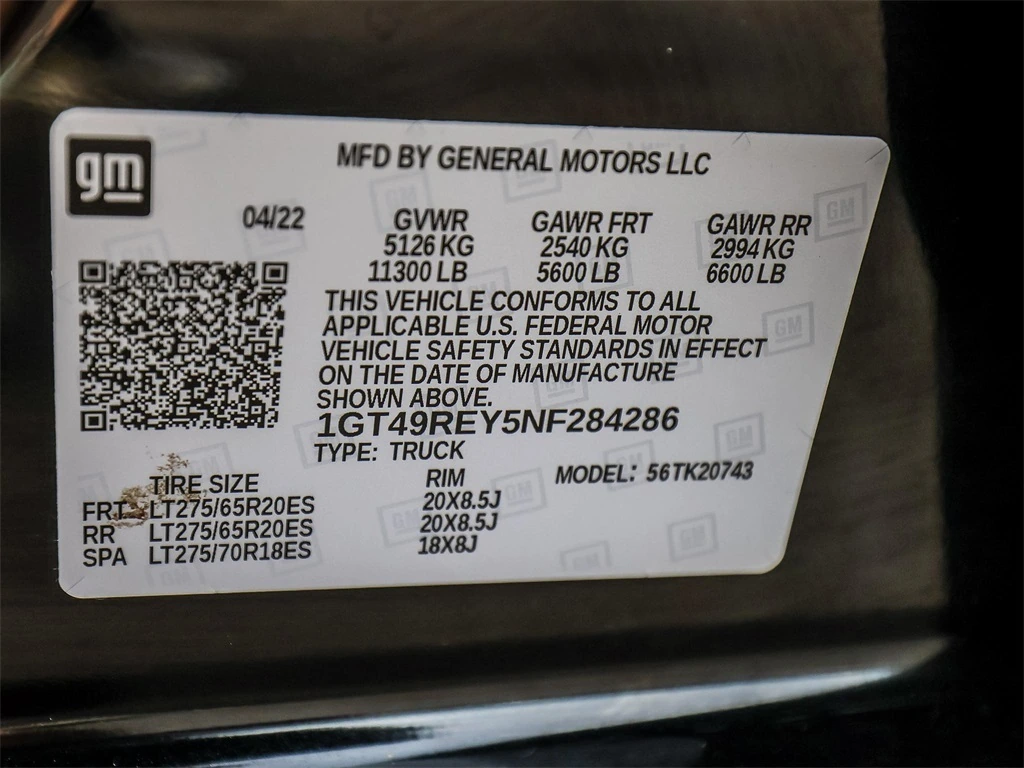 gm
MFD BY GENERAL MOTORS LLC
04/22 GVWR GAWR FRT GAWR RR
5126 KG 2540 KG 2994 KG
11300 LB 5600 LB 6600 LB
THIS VEHICLE CONFORMS TO ALL
APPLICABLE U.S. FEDERAL MOTOR
VEHICLE SAFETY STANDARDS IN EFFECT
ON THE DATE OF MANUFACTURE
SHOWN ABOVE.
1GT49REY5NF284286
TYPE: TRUCK
TIRE SIZE RIM MODEL: 56TK20743
FRT LT275/65R20ES 20X8.5J
RR LT275/65R20ES 20X8.5J
SPA LT275/70R18ES 18X8J